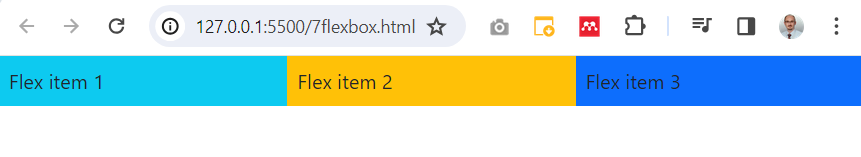 127.0.0.1:5500/7flexbox.html
Flex item 1 Flex item 2 Flex item 3